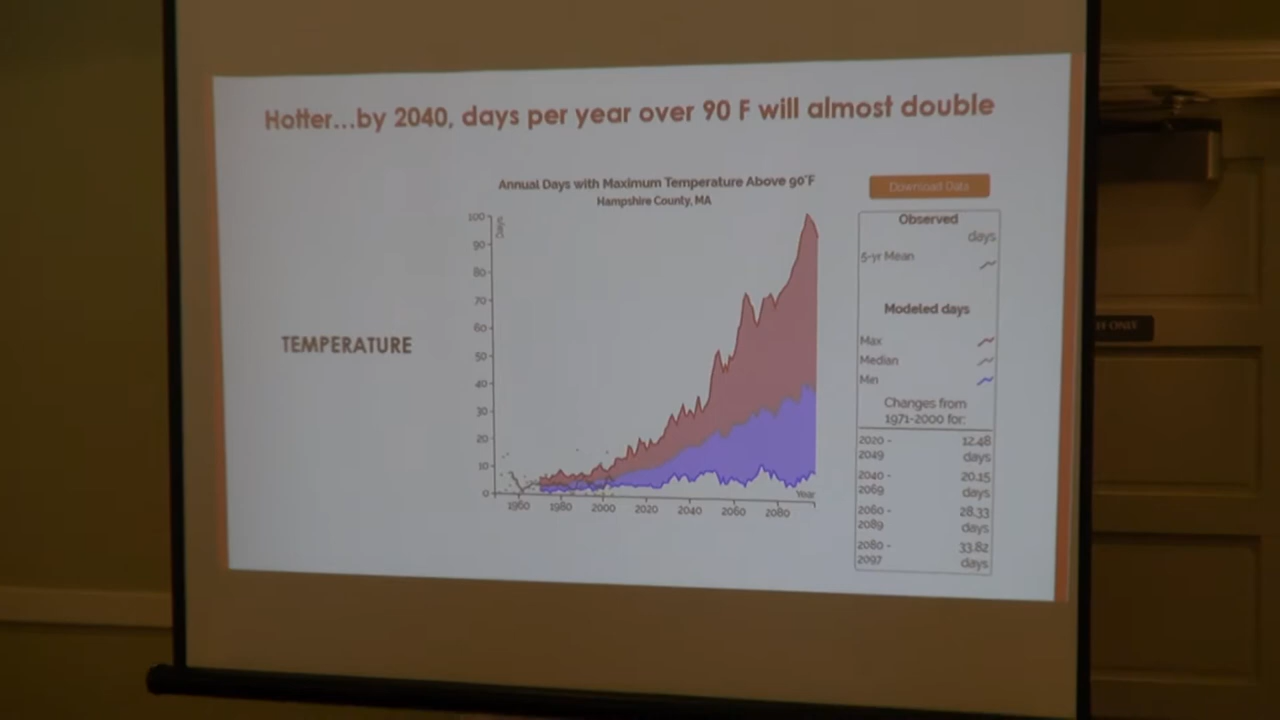 Hotter...by 2040, days per year over 90 F will almost double
TEMPERATURE
Annual Days with Maximum Temperature Above 90°F
Hampshire County, MA
Days
100
90
80
70
60
50
40
30
20
10
0
1960 1980 2000 2020 2040 2060 2080
Year
Download Data
Observed
days
5-yr Mean
Modeled days
Max
Median
Min
Changes from
1971-2000 for:
2020 - 12.48
2049 days
2040 - 20.15
2069 days
2060 - 28.33
2089 days
2080 - 33.82
2097 days
ONLY